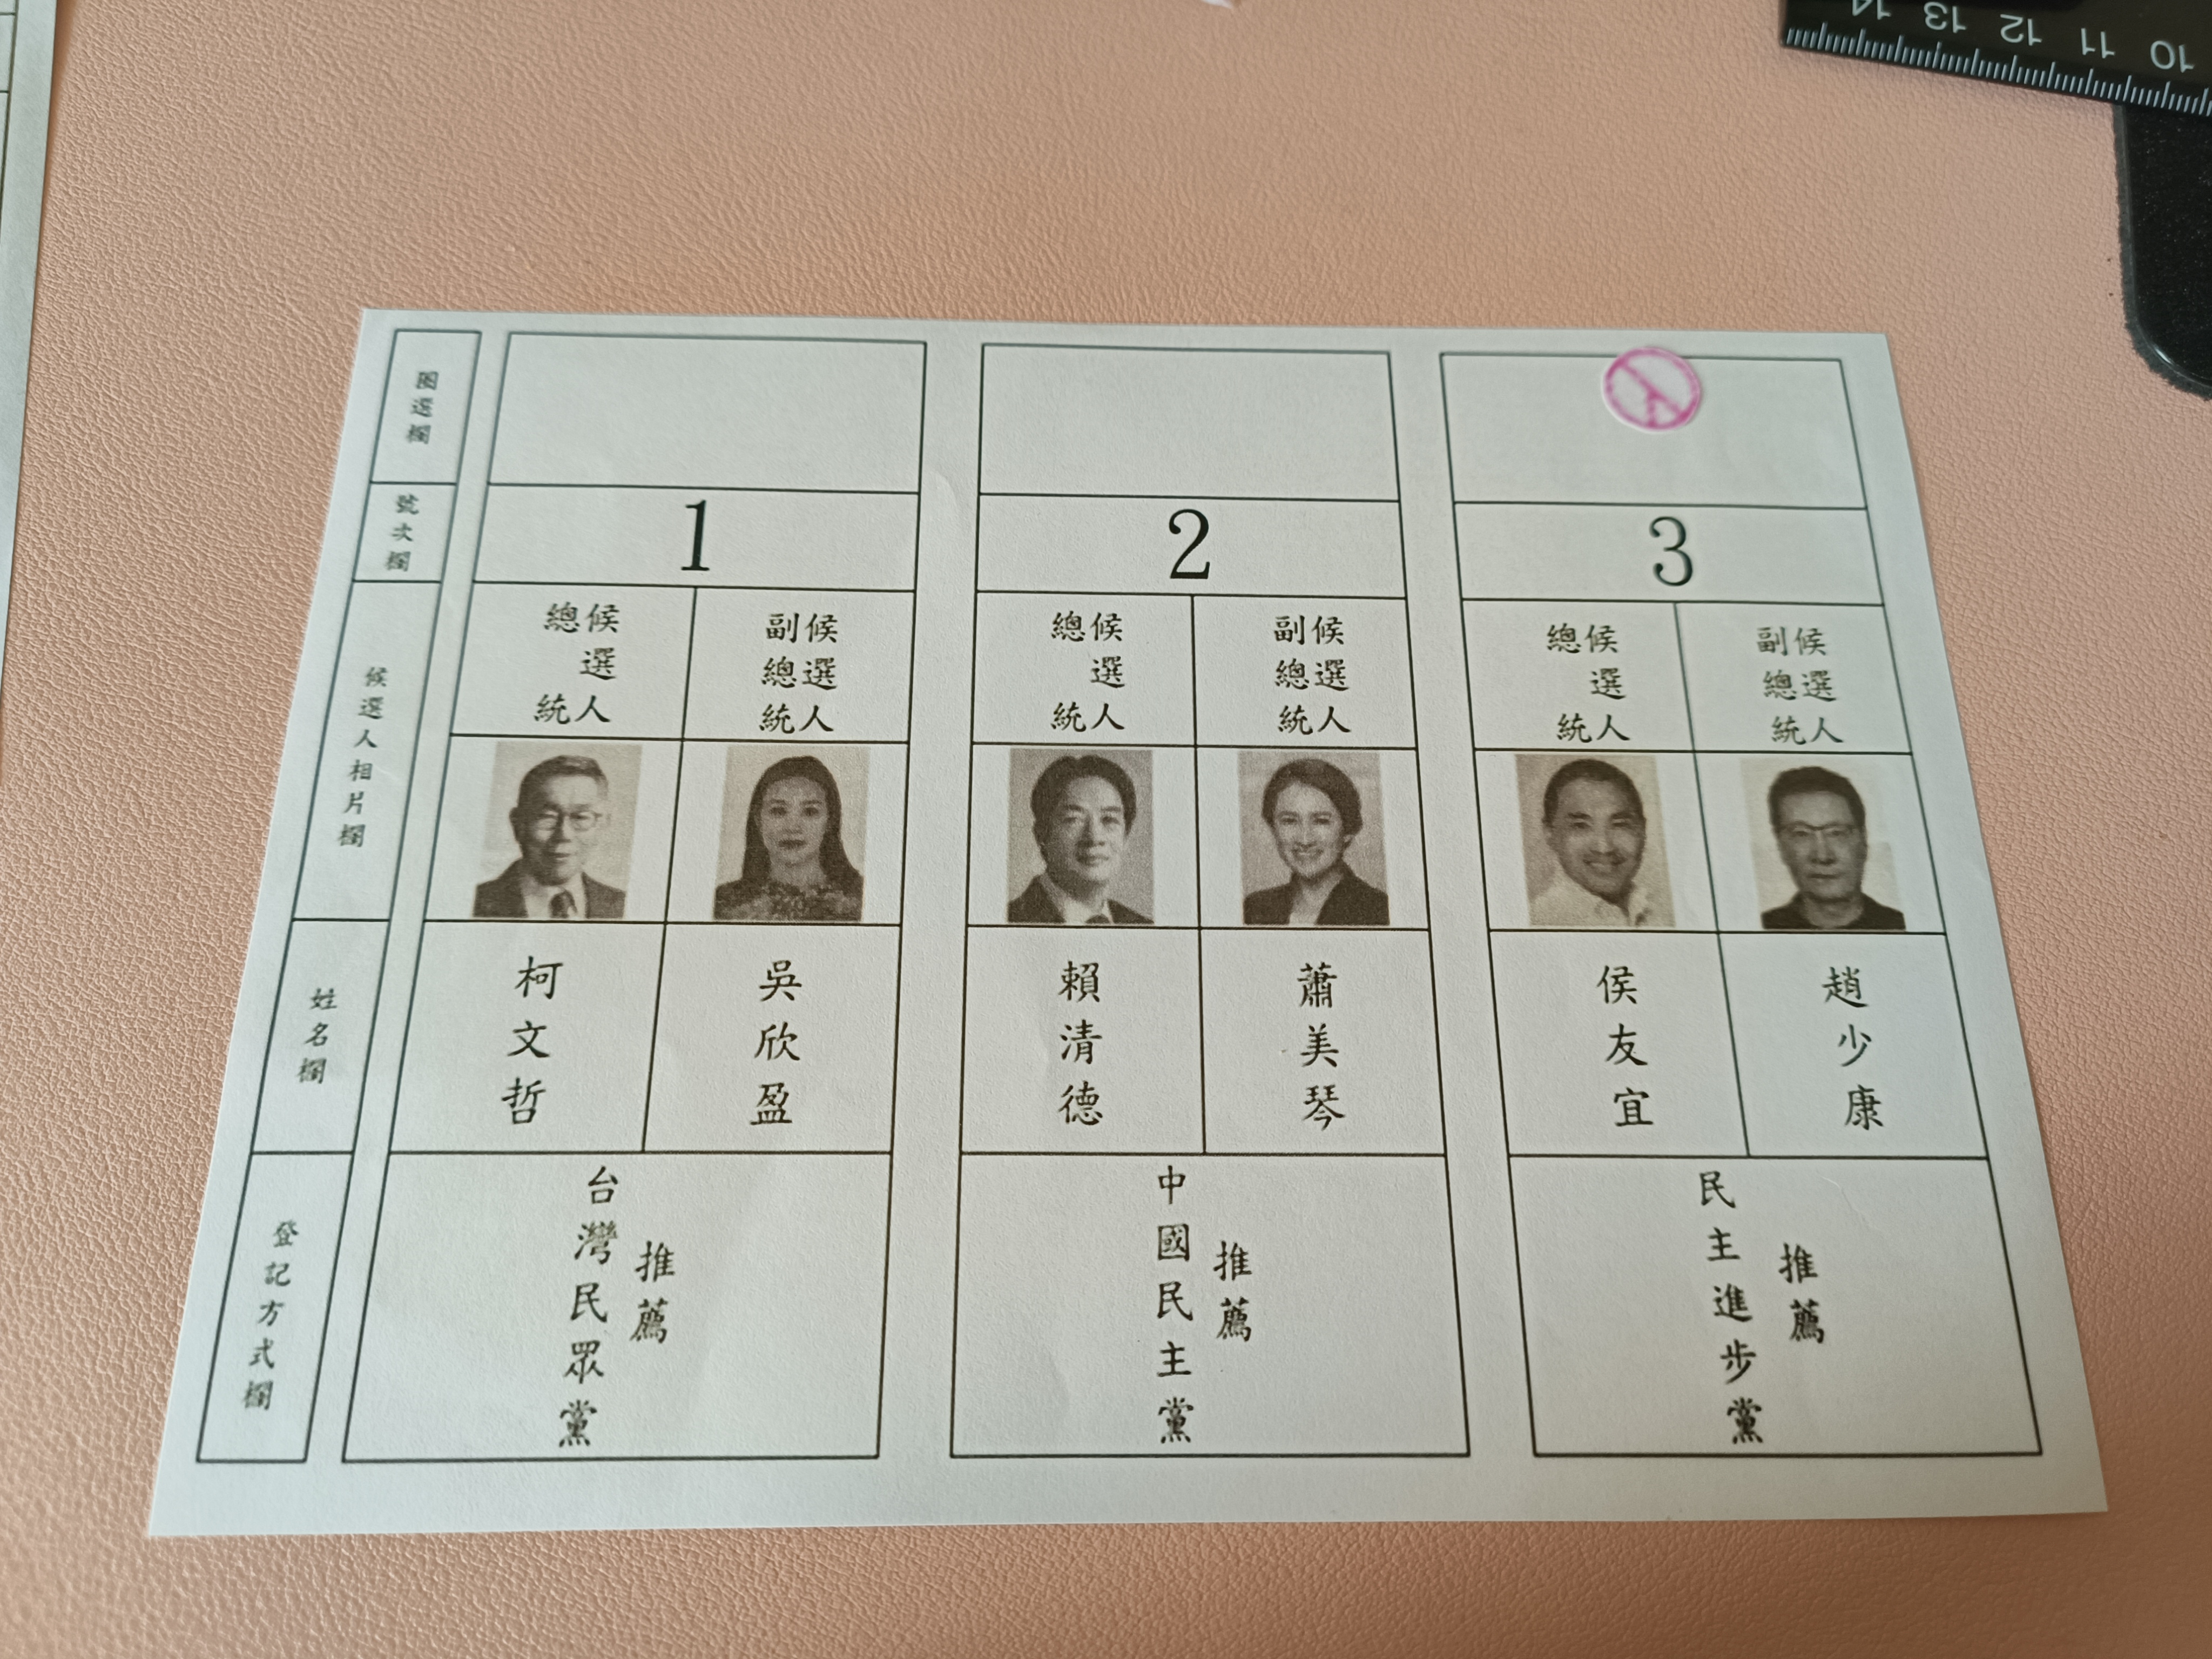 14 13 12 11 10
圈選欄
號次欄
候選人相片欄
姓名欄
登記方式欄
1
總統候選人
副總統候選人
柯文哲
吳欣盈
台灣民眾黨
推薦
2
總統候選人
副總統候選人
賴清德
蕭美琴
中國民主黨
推薦
3
總統候選人
副總統候選人
侯友宜
趙少康
民主進步黨
推薦